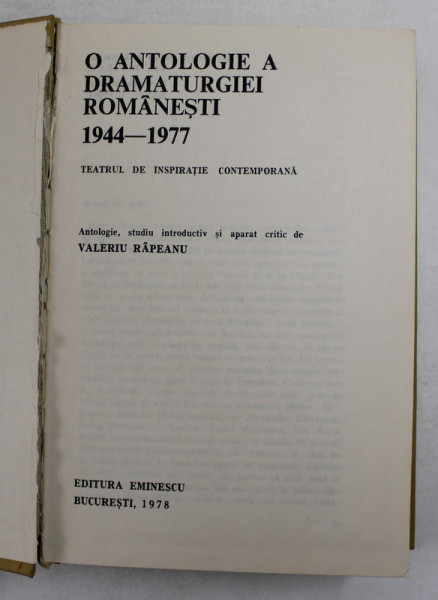 O ANTOLOGIE A
DRAMATURGIEI
ROMÂNEȘTI
1944—1977
TEATRUL DE INSPIRAȚIE CONTEMPORANĂ
Antologie, studiu introductiv și aparat critic de
VALERIU RÂPEANU
EDITURA EMINESCU
BUCUREȘTI, 1978